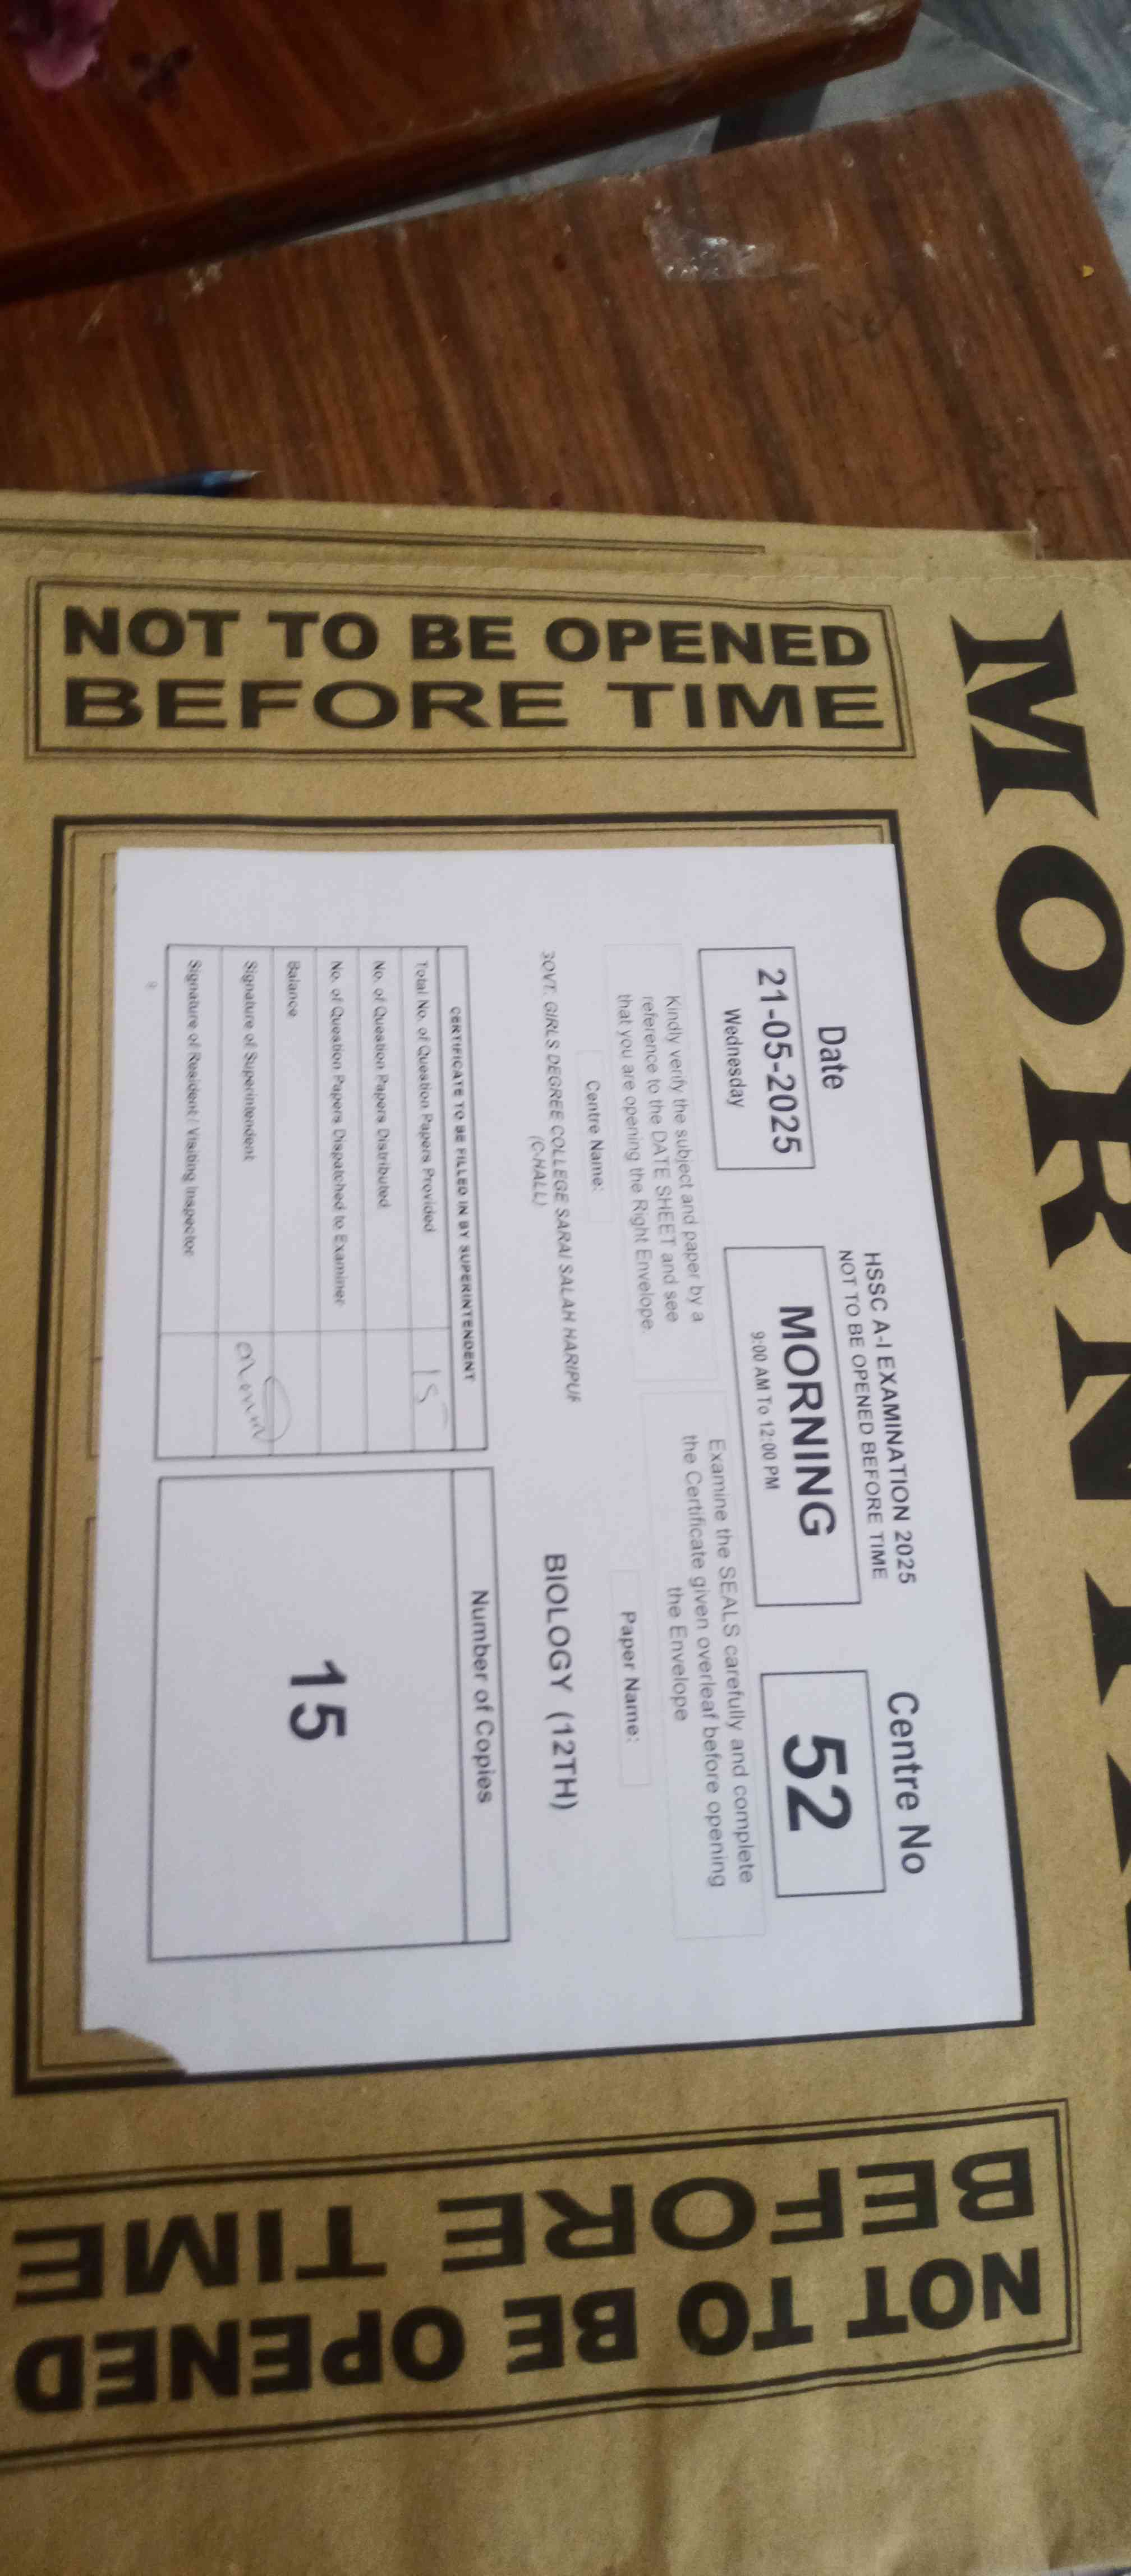 MORNIN
NOT TO BE OPENED
BEFORE TIME
HSSC A-I EXAMINATION 2025
NOT TO BE OPENED BEFORE TIME
Date
21-05-2025
Wednesday
MORNING
9:00 AM To 12:00 PM
Centre No
52
Kindly verify the subject and paper by a
reference to the DATE SHEET and see
that you are opening the Right Envelope.
Examine the SEALS carefully and complete
the Certificate given overleaf before opening
the Envelope
Centre Name:
GOVT. GIRLS DEGREE COLLEGE SARAI SALAH HARIPUR
(C-HALL)
Paper Name:
BIOLOGY (12TH)
CERTIFICATE TO BE FILLED IN BY SUPERINTENDENT
Total No. of Question Papers Provided 15
No. of Question Papers Distributed
No. of Question Papers Dispatched to Examiner
Balance
Signature of Superintendent
Signature of Resident / Visiting Inspector
Number of Copies
15
NOT TO BE OPENED
BEFORE TIME